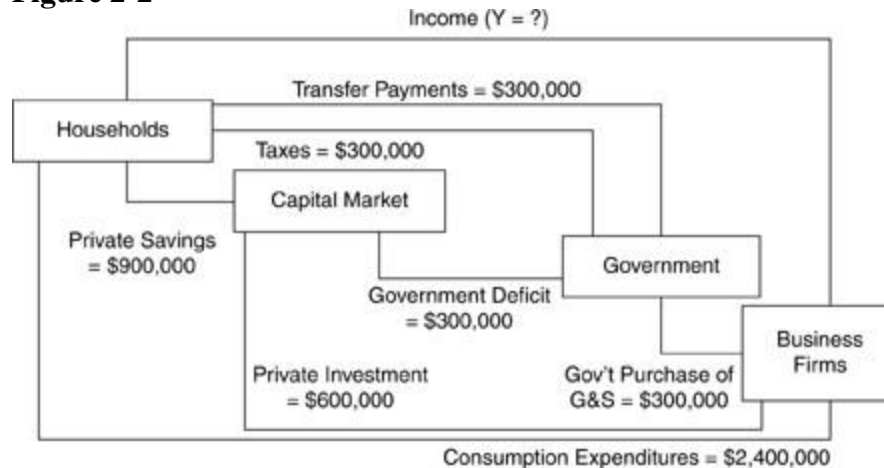 Figure 2-2
Income (Y = ?)
Transfer Payments = $300,000
Households
Taxes = $300,000
Capital Market
Private Savings
= $900,000
Government
Government Deficit
= $300,000
Business
Firms
Private Investment
= $600,000
Gov't Purchase of
G&S = $300,000
Consumption Expenditures = $2,400,000